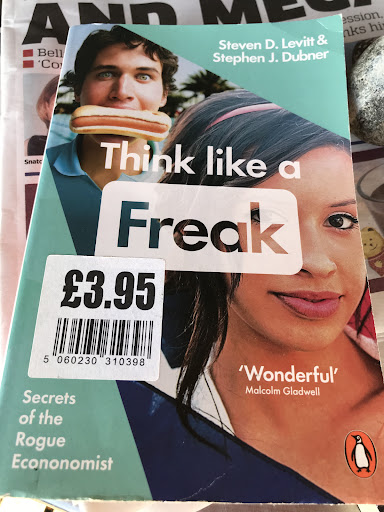 AND
Steven D. Levitt &
Stephen J. Dubner
Think like a
Freak
£3.95
5 060230 310398
'Wonderful'
Malcolm Gladwell
Secrets
of the
Rogue
Econonomist